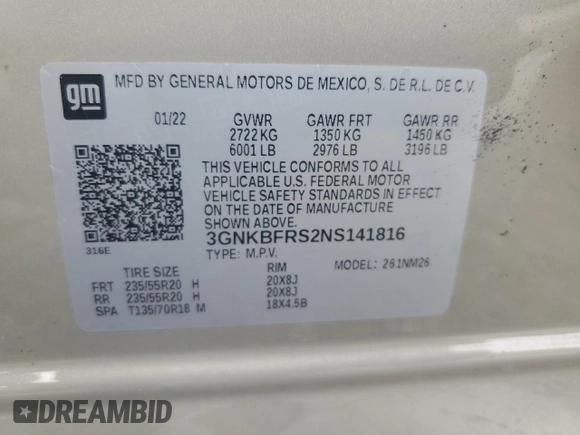 gm MFD BY GENERAL MOTORS DE MEXICO, S. DE R.L. DE C.V.
01/22 GVWR GAWR FRT GAWR RR
2722 KG 1350 KG 1450 KG
6001 LB 2976 LB 3196 LB
THIS VEHICLE CONFORMS TO ALL
APPLICABLE U.S. FEDERAL MOTOR
VEHICLE SAFETY STANDARDS IN EFFECT
ON THE DATE OF MANUFACTURE
SHOWN ABOVE.
316E
3GNKBFRS2NS141816
TYPE: M.P.V. MODEL: 261NM26
TIRE SIZE RIM
FRT 235/55R20 H 20X8J
RR 235/55R20 H 20X8J
SPA T135/70R18 M 18X4.5B
DREAMBID